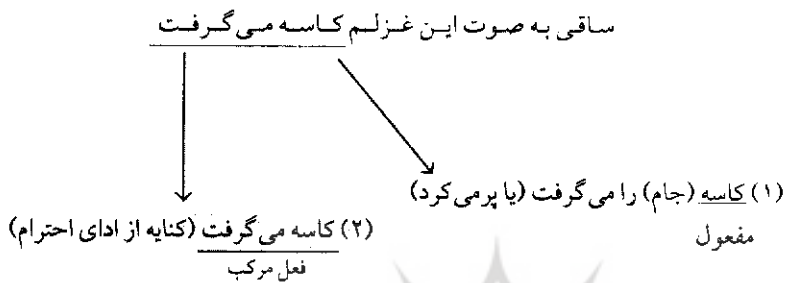 ساقی به صوت این غزلم کاسه می‌گرفت
(۱) کاسه (جام) را می‌گرفت (یا پر می‌کرد)
مفعول
(۲) کاسه می‌گرفت (کنایه از ادای احترام)
فعل مرکب